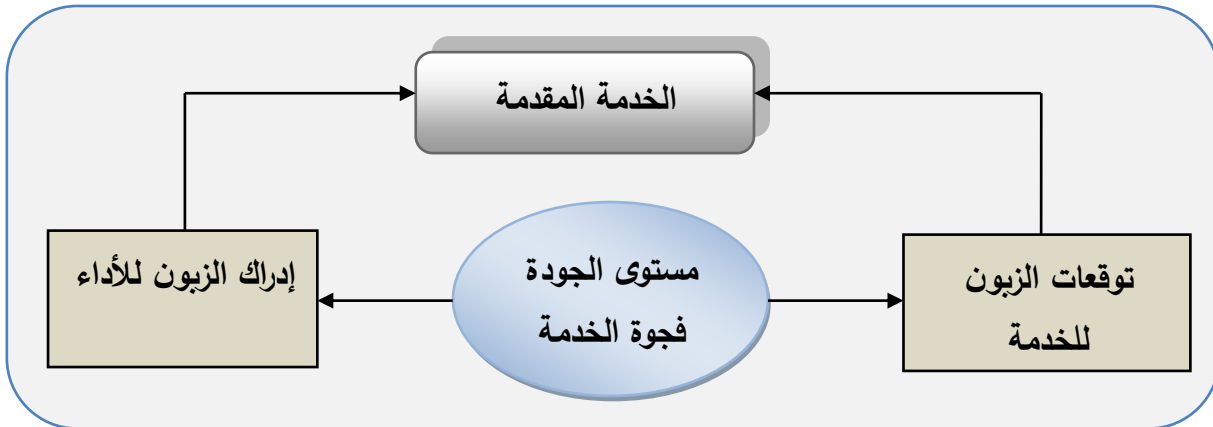 الخدمة المقدمة
توقعات الزبون
للخدمة
مستوى الجودة
فجوة الخدمة
إدراك الزبون للأداء